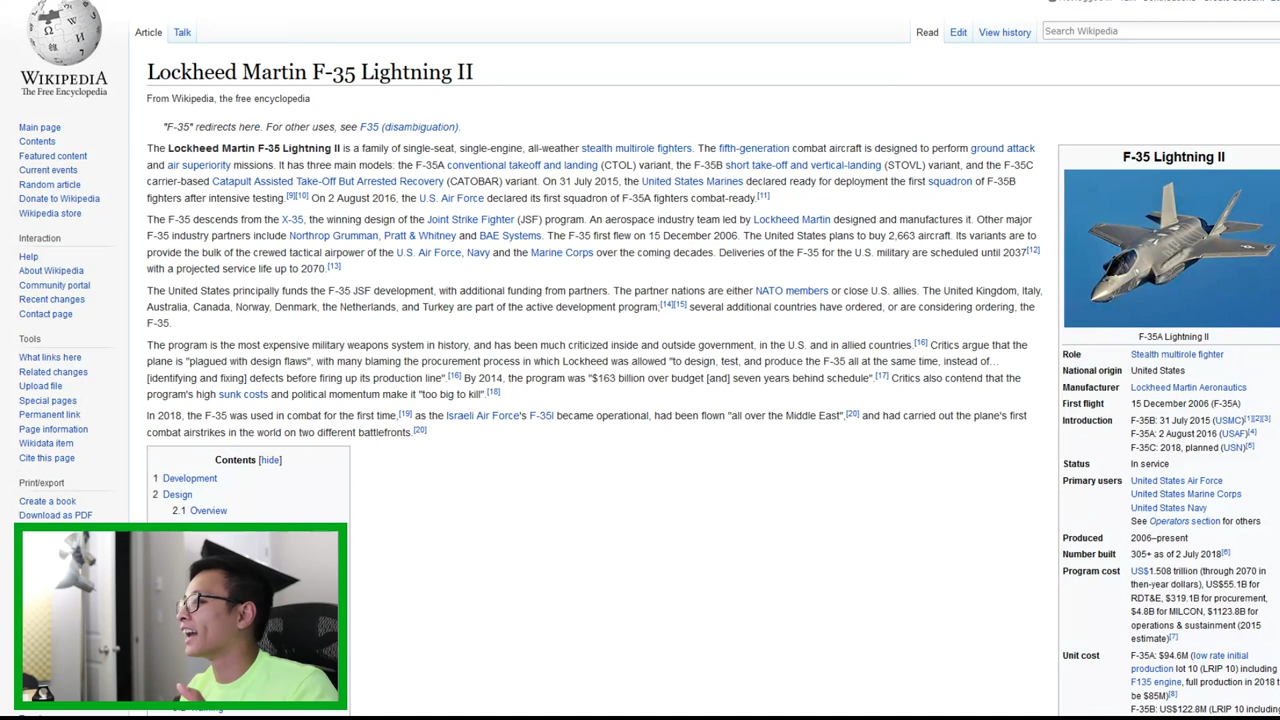 Article
Talk
Read
Edit
View history
Search Wikipedia
WIKIPEDIA
The Free Encyclopedia
Lockheed Martin F-35 Lightning II
From Wikipedia, the free encyclopedia
"F-35" redirects here. For other uses, see F35 (disambiguation).
The Lockheed Martin F-35 Lightning II is a family of single-seat, single-engine, all-weather stealth multirole fighters. The fifth-generation combat aircraft is designed to perform ground attack
and air superiority missions. It has three main models: the F-35A conventional takeoff and landing (CTOL) variant, the F-35B short take-off and vertical-landing (STOVL) variant, and the F-35C
carrier-based Catapult Assisted Take-Off But Arrested Recovery (CATOBAR) variant. On 31 July 2015, the United States Marines declared ready for deployment the first squadron of F-35B
fighters after intensive testing.[9][10] On 2 August 2016, the U.S. Air Force declared its first squadron of F-35A fighters combat-ready.[11]
The F-35 descends from the X-35, the winning design of the Joint Strike Fighter (JSF) program. An aerospace industry team led by Lockheed Martin designed and manufactures it. Other major
F-35 industry partners include Northrop Grumman, Pratt & Whitney and BAE Systems. The F-35 first flew on 15 December 2006. The United States plans to buy 2,663 aircraft. Its variants are to
provide the bulk of the crewed tactical airpower of the U.S. Air Force, Navy and the Marine Corps over the coming decades. Deliveries of the F-35 for the U.S. military are scheduled until 2037[12]
with a projected service life up to 2070.[13]
The United States principally funds the F-35 JSF development, with additional funding from partners. The partner nations are either NATO members or close U.S. allies. The United Kingdom, Italy,
Australia, Canada, Norway, Denmark, the Netherlands, and Turkey are part of the active development program;[14][15] several additional countries have ordered, or are considering ordering, the
F-35.
The program is the most expensive military weapons system in history, and has been much criticized inside and outside government, in the U.S. and in allied countries.[16] Critics argue that the
plane is "plagued with design flaws", with many blaming the procurement process in which Lockheed was allowed "to design, test, and produce the F-35 all at the same time, instead of...
[identifying and fixing] defects before firing up its production line".[16] By 2014, the program was "$163 billion over budget [and] seven years behind schedule".[17] Critics also contend that the
program's high sunk costs and political momentum make it "too big to kill".[18]
In 2018, the F-35 was used in combat for the first time,[19] as the Israeli Air Force's F-35I became operational, had been flown "all over the Middle East",[20] and had carried out the plane's first
combat airstrikes in the world on two different battlefronts.[20]
Contents [hide]
1 Development
2 Design
2.1 Overview
Main page
Contents
Featured content
Current events
Random article
Donate to Wikipedia
Wikipedia store
Interaction
Help
About Wikipedia
Community portal
Recent changes
Contact page
Tools
What links here
Related changes
Upload file
Special pages
Permanent link
Page information
Wikidata item
Cite this page
Print/export
Create a book
Download as PDF
F-35 Lightning II
F-35A Lightning II
Role Stealth multirole fighter
National origin United States
Manufacturer Lockheed Martin Aeronautics
First flight 15 December 2006 (F-35A)
Introduction F-35B: 31 July 2015 (USMC)[1][2][3]
F-35A: 2 August 2016 (USAF)[4]
F-35C: 2018, planned (USN)[5]
Status In service
Primary users United States Air Force
United States Marine Corps
United States Navy
See Operators section for others
Produced 2006–present
Number built 305+ as of 2 July 2018[6]
Program cost US$1.508 trillion (through 2070 in
then-year dollars), US$55.1B for
RDT&E, $319.1B for procurement,
$4.8B for MILCON, $1123.8B for
operations & sustainment (2015
estimate)[7]
Unit cost F-35A: $94.6M (low rate initial
production lot 10 (LRIP 10) including
F135 engine, full production in 2018 t
be $85M)[8]
F-35B: US$122.8M (LRIP 10 including